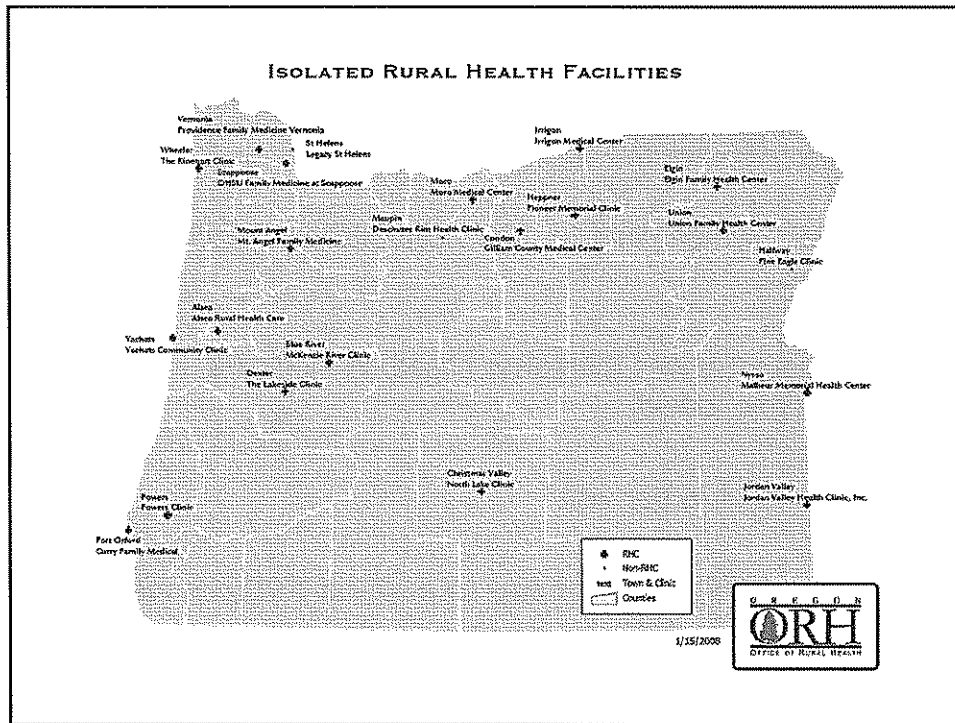 ISOLATED RURAL HEALTH FACILITIES
Vernonia
Providence Family Medicine Vernonia
St Helens
Legacy St Helens
Wheeler
The Rinehart Clinic
Scappoose
OHSU Family Medicine at Scappoose
Irrigon
Irrigon Medical Center
Elgin
Elgin Family Health Center
Moro
Moro Medical Center
Heppner
Pioneer Memorial Clinic
Maupin
Deschutes Rim Health Clinic
Union
Union Family Health Center
Mount Angel
Mt. Angel Family Medicine
Condon
Gilliam County Medical Center
Halfway
Pine Eagle Clinic
Alsea
Alsea Rural Health Care
Yachats
Yachats Community Clinic
Blue River
McKenzie River Clinic
Dexter
The Lakeside Clinic
Nyssa
Malheur Memorial Health Center
Christmas Valley
North Lake Clinic
Jordan Valley
Jordan Valley Health Clinic, Inc.
Powers
Powers Clinic
Port Orford
Curry Family Medical
RHC
Non-RHC
text Town & Clinic
Counties
1/15/2008
OREGON
ORH
OFFICE OF RURAL HEALTH